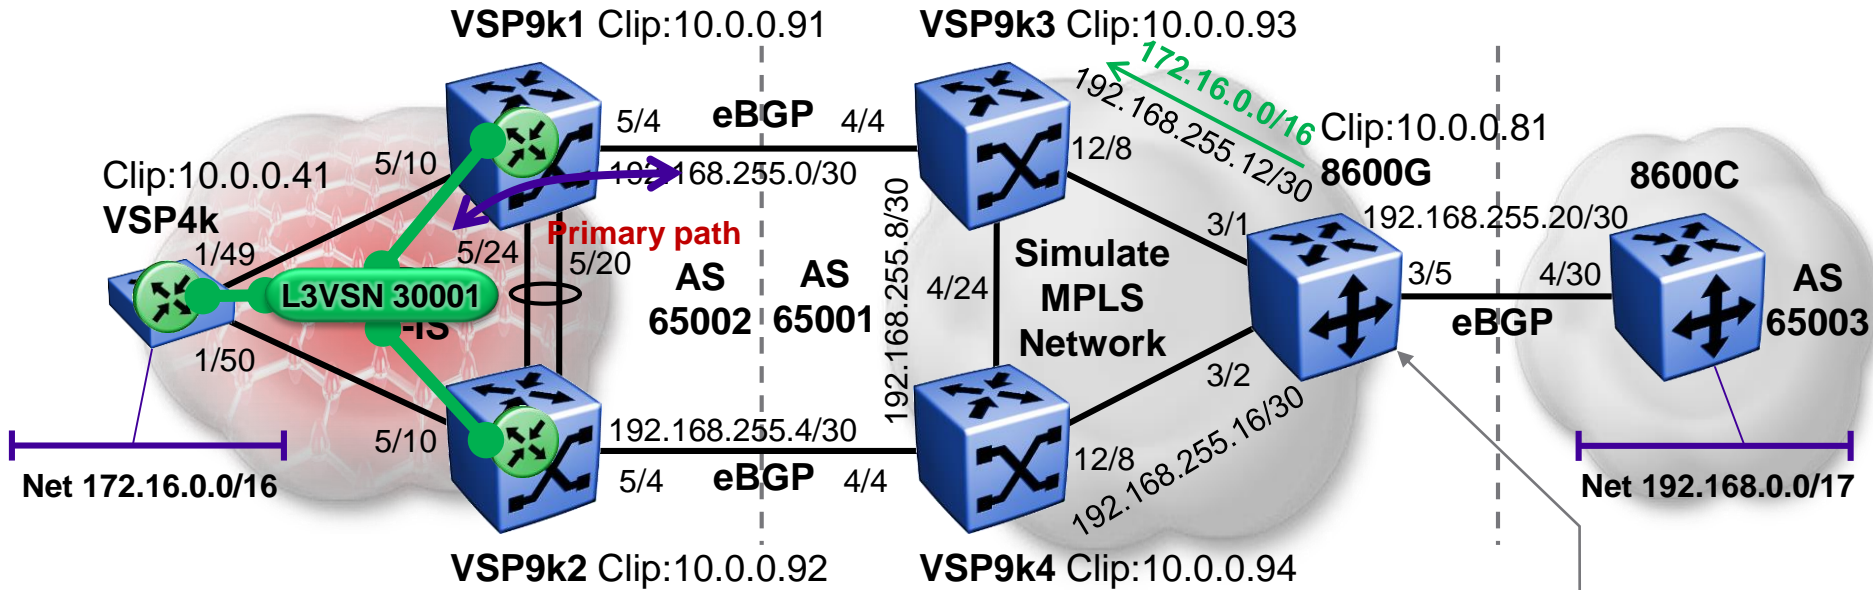 VSP9k1 Clip:10.0.0.91
VSP9k3 Clip:10.0.0.93
172.16.0.0/16
192.168.255.12/30
5/4
eBGP
4/4
192.168.255.0/30
12/8
Clip:10.0.0.81
8600G
8600C
Clip:10.0.0.41
VSP4k
5/10
1/49
5/24
Primary path
5/20
192.168.255.8/30
3/1
192.168.255.20/30
L3VSN 30001
-IS
AS
65002
AS
65001
4/24
Simulate
MPLS
Network
3/5
4/30
eBGP
AS
65003
1/50
3/2
192.168.255.16/30
5/10
192.168.255.4/30
5/4
eBGP
4/4
12/8
Net 172.16.0.0/16
Net 192.168.0.0/17
VSP9k2 Clip:10.0.0.92
VSP9k4 Clip:10.0.0.94